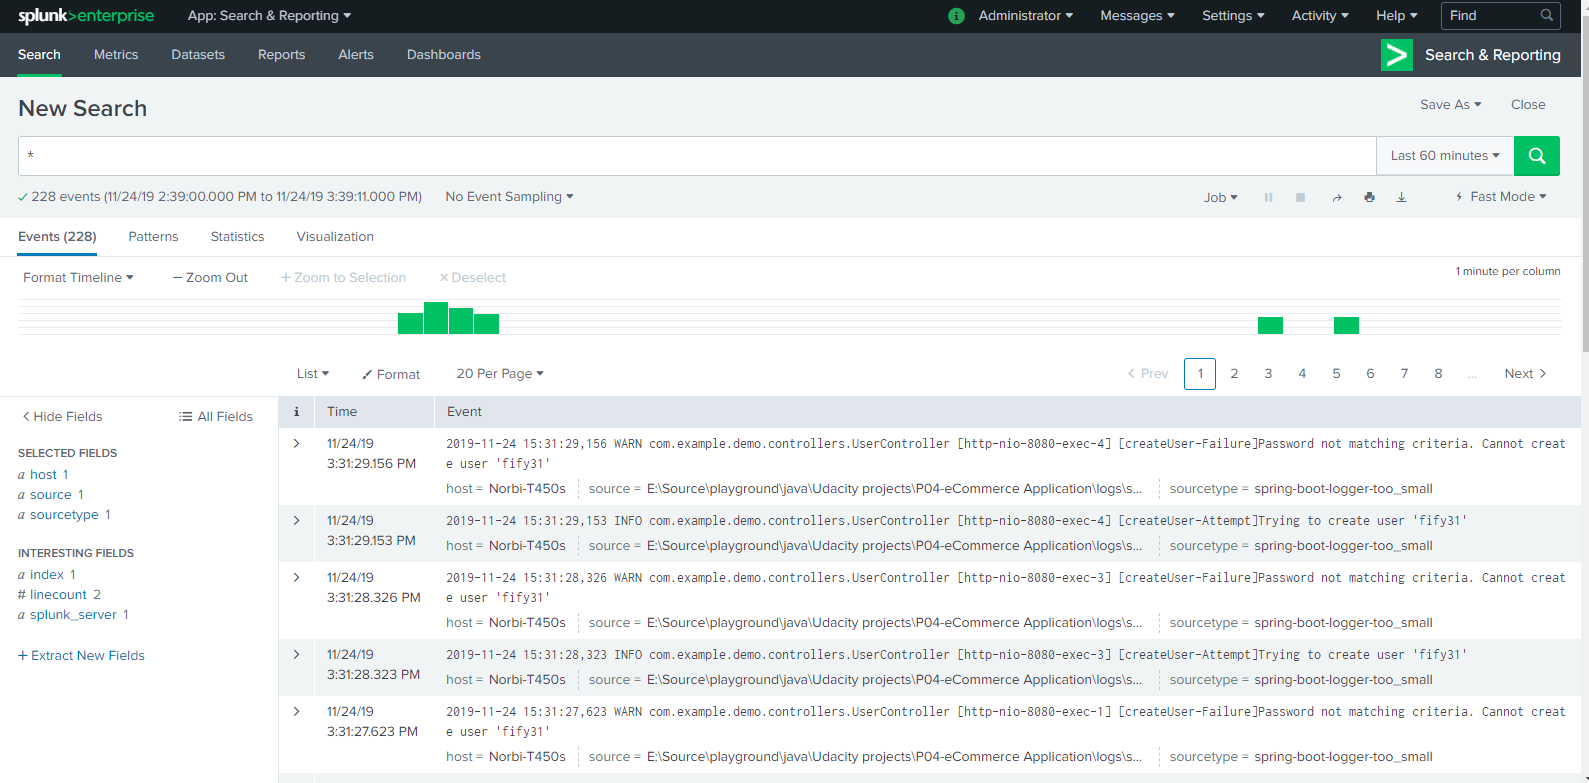 splunk>enterprise App: Search & Reporting i Administrator Messages Settings Activity Help Find
Search Metrics Datasets Reports Alerts Dashboards Search & Reporting
New Search Save As Close
* Last 60 minutes
228 events (11/24/19 2:39:00.000 PM to 11/24/19 3:39:11.000 PM) No Event Sampling Job Fast Mode
Events (228) Patterns Statistics Visualization
Format Timeline — Zoom Out + Zoom to Selection × Deselect 1 minute per column
List Format 20 Per Page < Prev 1 2 3 4 5 6 7 8 ... Next >
< Hide Fields All Fields
SELECTED FIELDS
a host 1
a source 1
a sourcetype 1
INTERESTING FIELDS
a index 1
# linecount 2
a splunk_server 1
+ Extract New Fields
i Time Event
> 11/24/19 2019-11-24 15:31:29,156 WARN com.example.demo.controllers.UserController [http-nio-8080-exec-4] [createUser-Failure]Password not matching criteria. Cannot creat
3:31:29.156 PM e user 'fify31'
host = Norbi-T450s source = E:\Source\playground\java\Udacity projects\P04-eCommerce Application\logs\s... sourcetype = spring-boot-logger-too_small
> 11/24/19 2019-11-24 15:31:29,153 INFO com.example.demo.controllers.UserController [http-nio-8080-exec-4] [createUser-Attempt]Trying to create user 'fify31'
3:31:29.153 PM host = Norbi-T450s source = E:\Source\playground\java\Udacity projects\P04-eCommerce Application\logs\s... sourcetype = spring-boot-logger-too_small
> 11/24/19 2019-11-24 15:31:28,326 WARN com.example.demo.controllers.UserController [http-nio-8080-exec-3] [createUser-Failure]Password not matching criteria. Cannot creat
3:31:28.326 PM e user 'fify31'
host = Norbi-T450s source = E:\Source\playground\java\Udacity projects\P04-eCommerce Application\logs\s... sourcetype = spring-boot-logger-too_small
> 11/24/19 2019-11-24 15:31:28,323 INFO com.example.demo.controllers.UserController [http-nio-8080-exec-3] [createUser-Attempt]Trying to create user 'fify31'
3:31:28.323 PM host = Norbi-T450s source = E:\Source\playground\java\Udacity projects\P04-eCommerce Application\logs\s... sourcetype = spring-boot-logger-too_small
> 11/24/19 2019-11-24 15:31:27,623 WARN com.example.demo.controllers.UserController [http-nio-8080-exec-1] [createUser-Failure]Password not matching criteria. Cannot creat
3:31:27.623 PM e user 'fify31'
host = Norbi-T450s source = E:\Source\playground\java\Udacity projects\P04-eCommerce Application\logs\s... sourcetype = spring-boot-logger-too_small